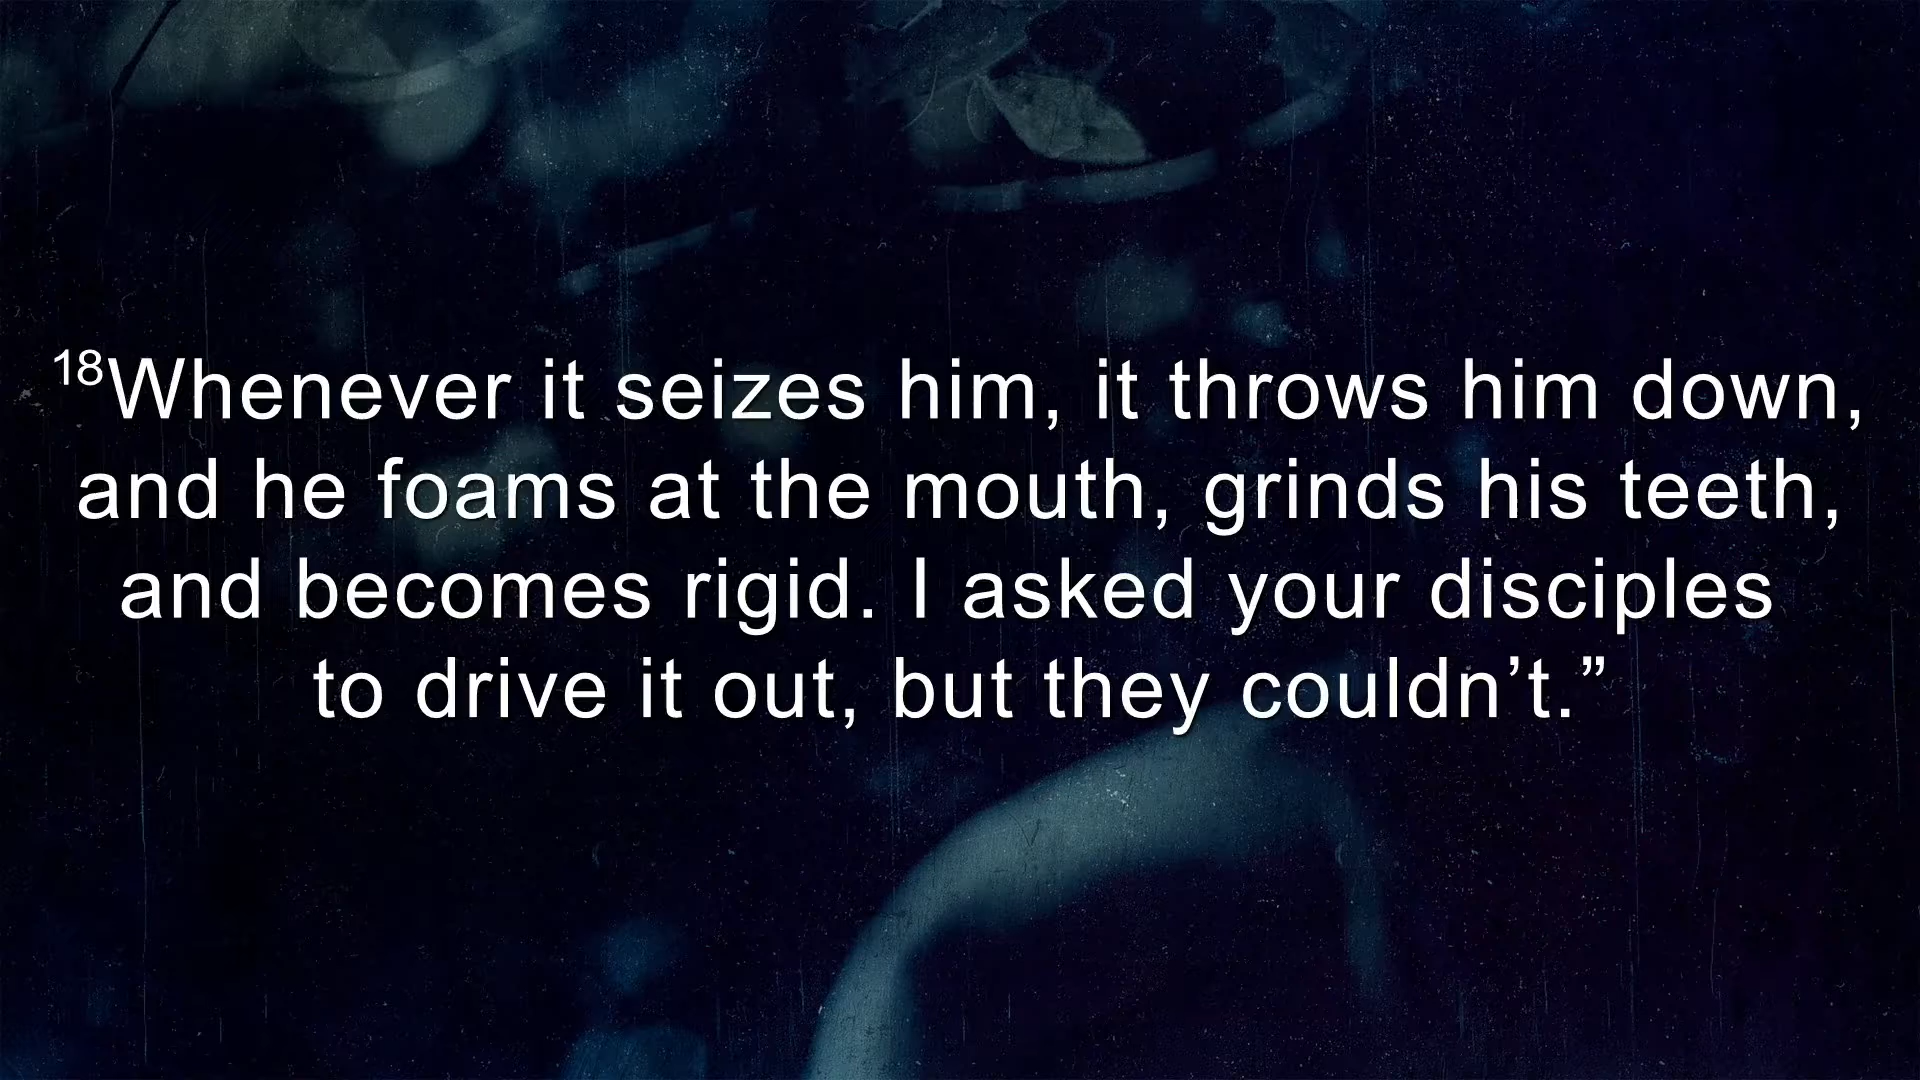 ¹⁸Whenever it seizes him, it throws him down,
and he foams at the mouth, grinds his teeth,
and becomes rigid. I asked your disciples
to drive it out, but they couldn’t.”